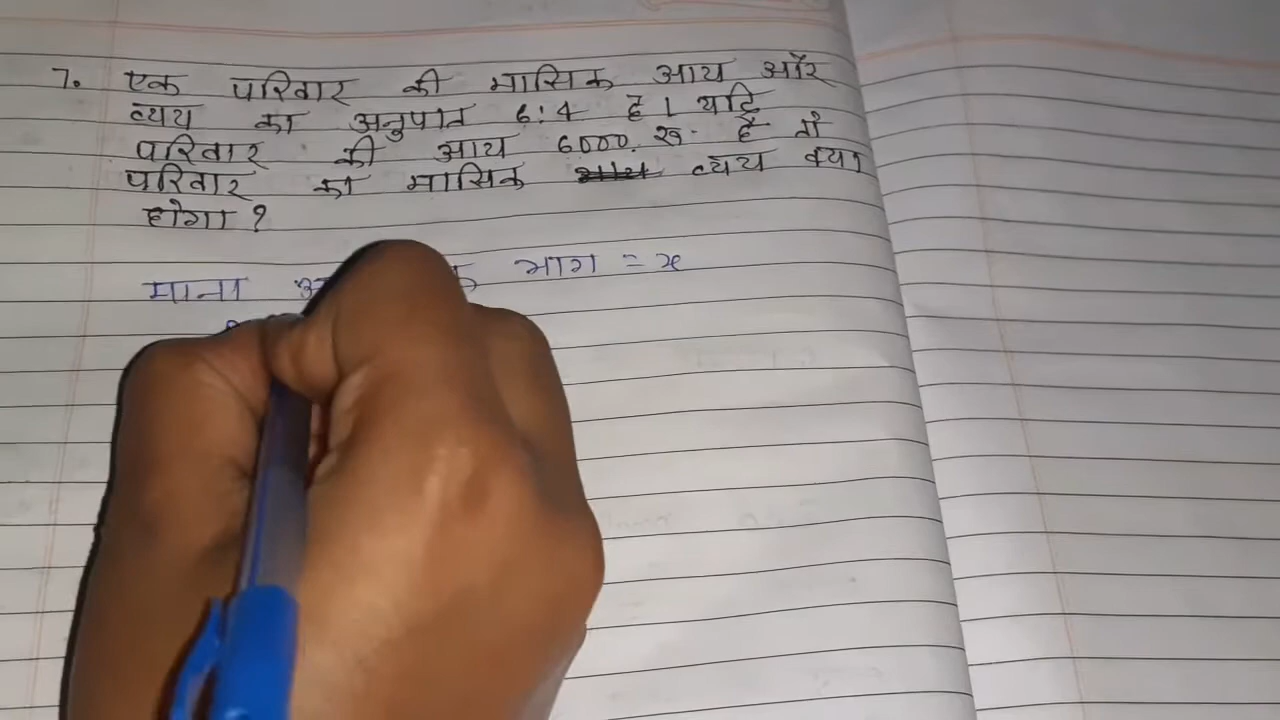 7. एक परिवार की मासिक आय और
व्यय का अनुपात 6:4 है। यदि
परिवार की आय 6000 रु. है तो
परिवार का मासिक व्यय क्या
होगा?
माना भाग = x